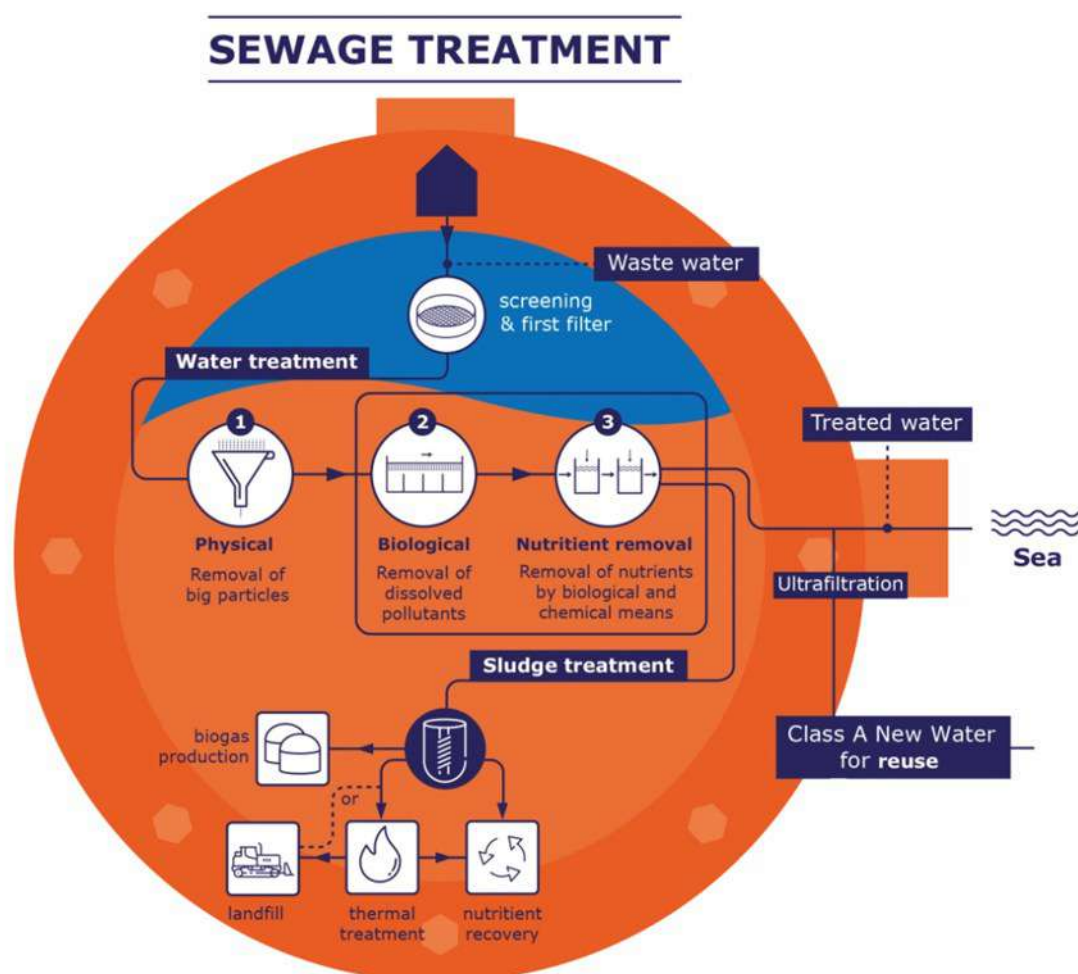 SEWAGE TREATMENT
Waste water
screening
& first filter
Water treatment
1
2
3
Treated water
Physical
Removal of
big particles
Biological
Removal of
dissolved
pollutants
Nutritient removal
Removal of nutrients
by biological and
chemical means
Sea
Ultrafiltration
Sludge treatment
Class A New Water
for reuse
biogas
production
or
landfill
thermal
treatment
nutritient
recovery